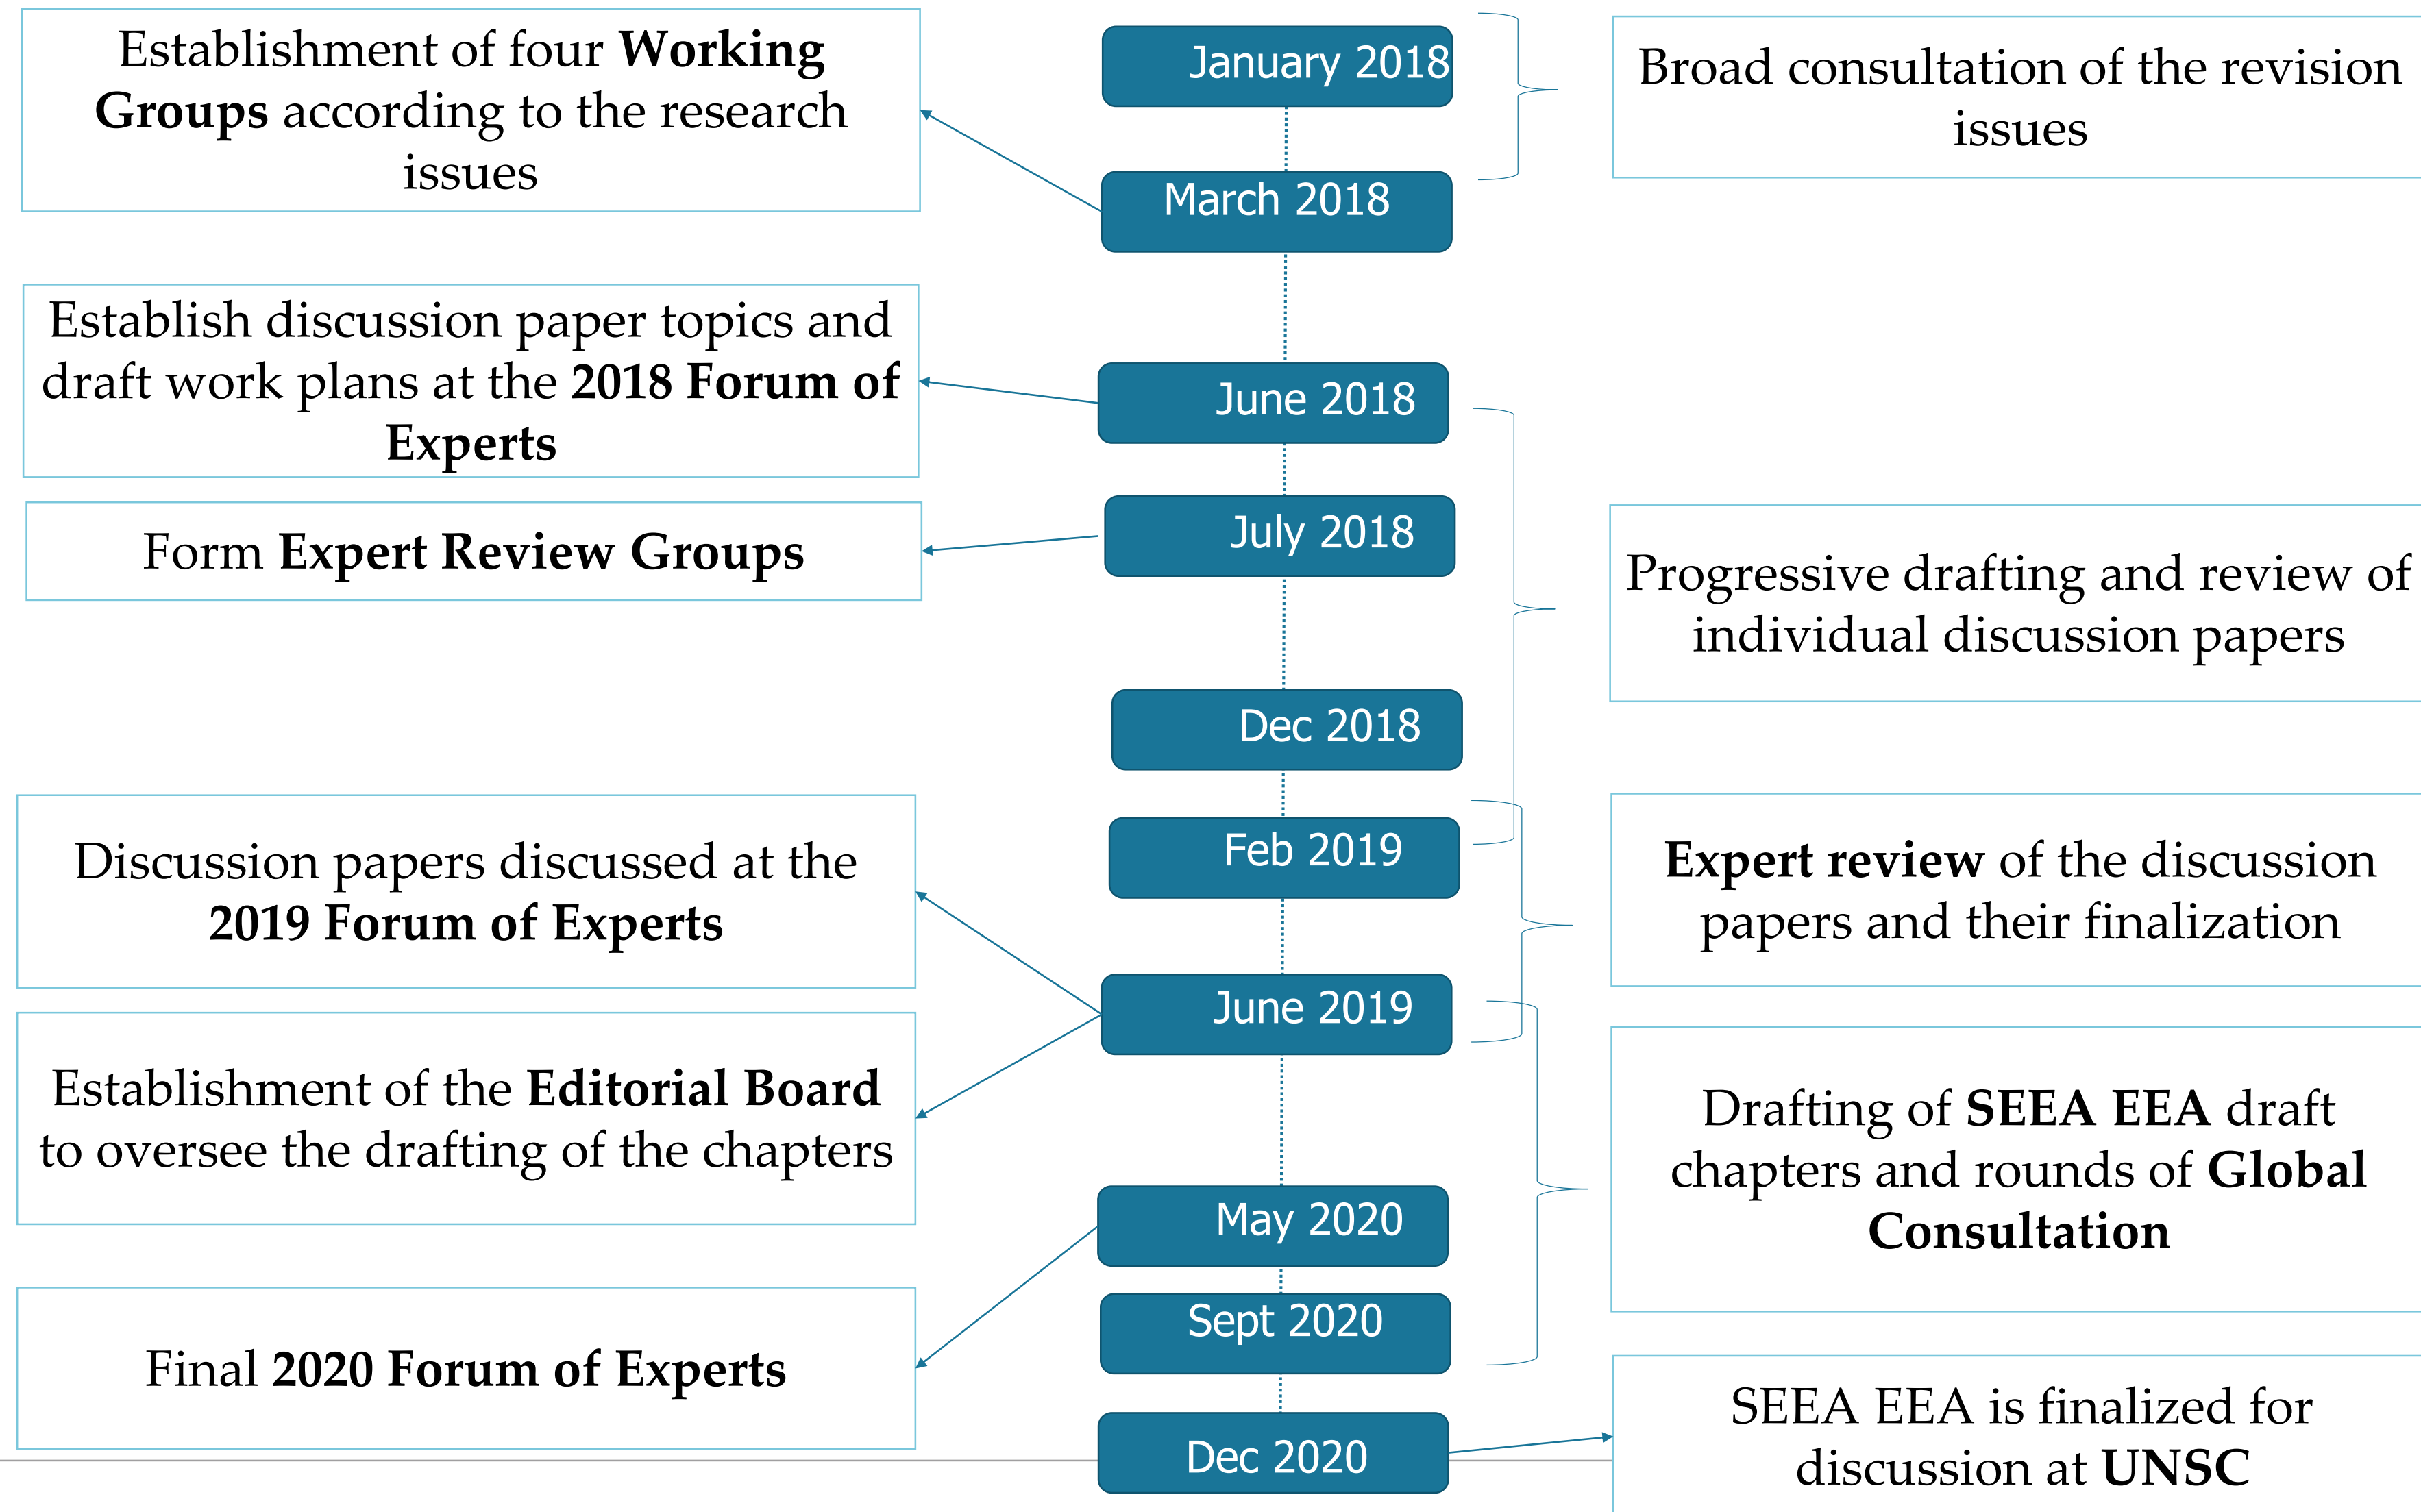 Establishment of four Working
Groups according to the research
issues
January 2018
Broad consultation of the revision
issues
March 2018
Establish discussion paper topics and
draft work plans at the 2018 Forum of
Experts
June 2018
Form Expert Review Groups
July 2018
Progressive drafting and review of
individual discussion papers
Dec 2018
Discussion papers discussed at the
2019 Forum of Experts
Feb 2019
Expert review of the discussion
papers and their finalization
June 2019
Establishment of the Editorial Board
to oversee the drafting of the chapters
Drafting of SEEA EEA draft
chapters and rounds of Global
Consultation
May 2020
Sept 2020
Final 2020 Forum of Experts
Dec 2020
SEEA EEA is finalized for
discussion at UNSC